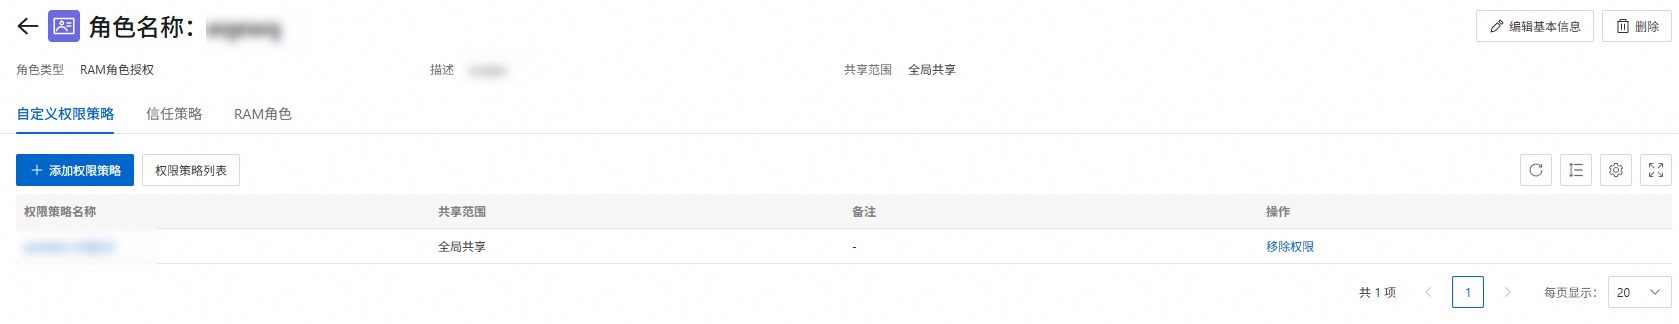 角色名称：
编辑基本信息 删除
角色类型 RAM角色授权 描述 共享范围 全局共享
自定义权限策略 信任策略 RAM角色
添加权限策略 权限策略列表
权限策略名称 共享范围 备注 操作
全局共享 - 移除权限
共 1 项 1 每页显示： 20